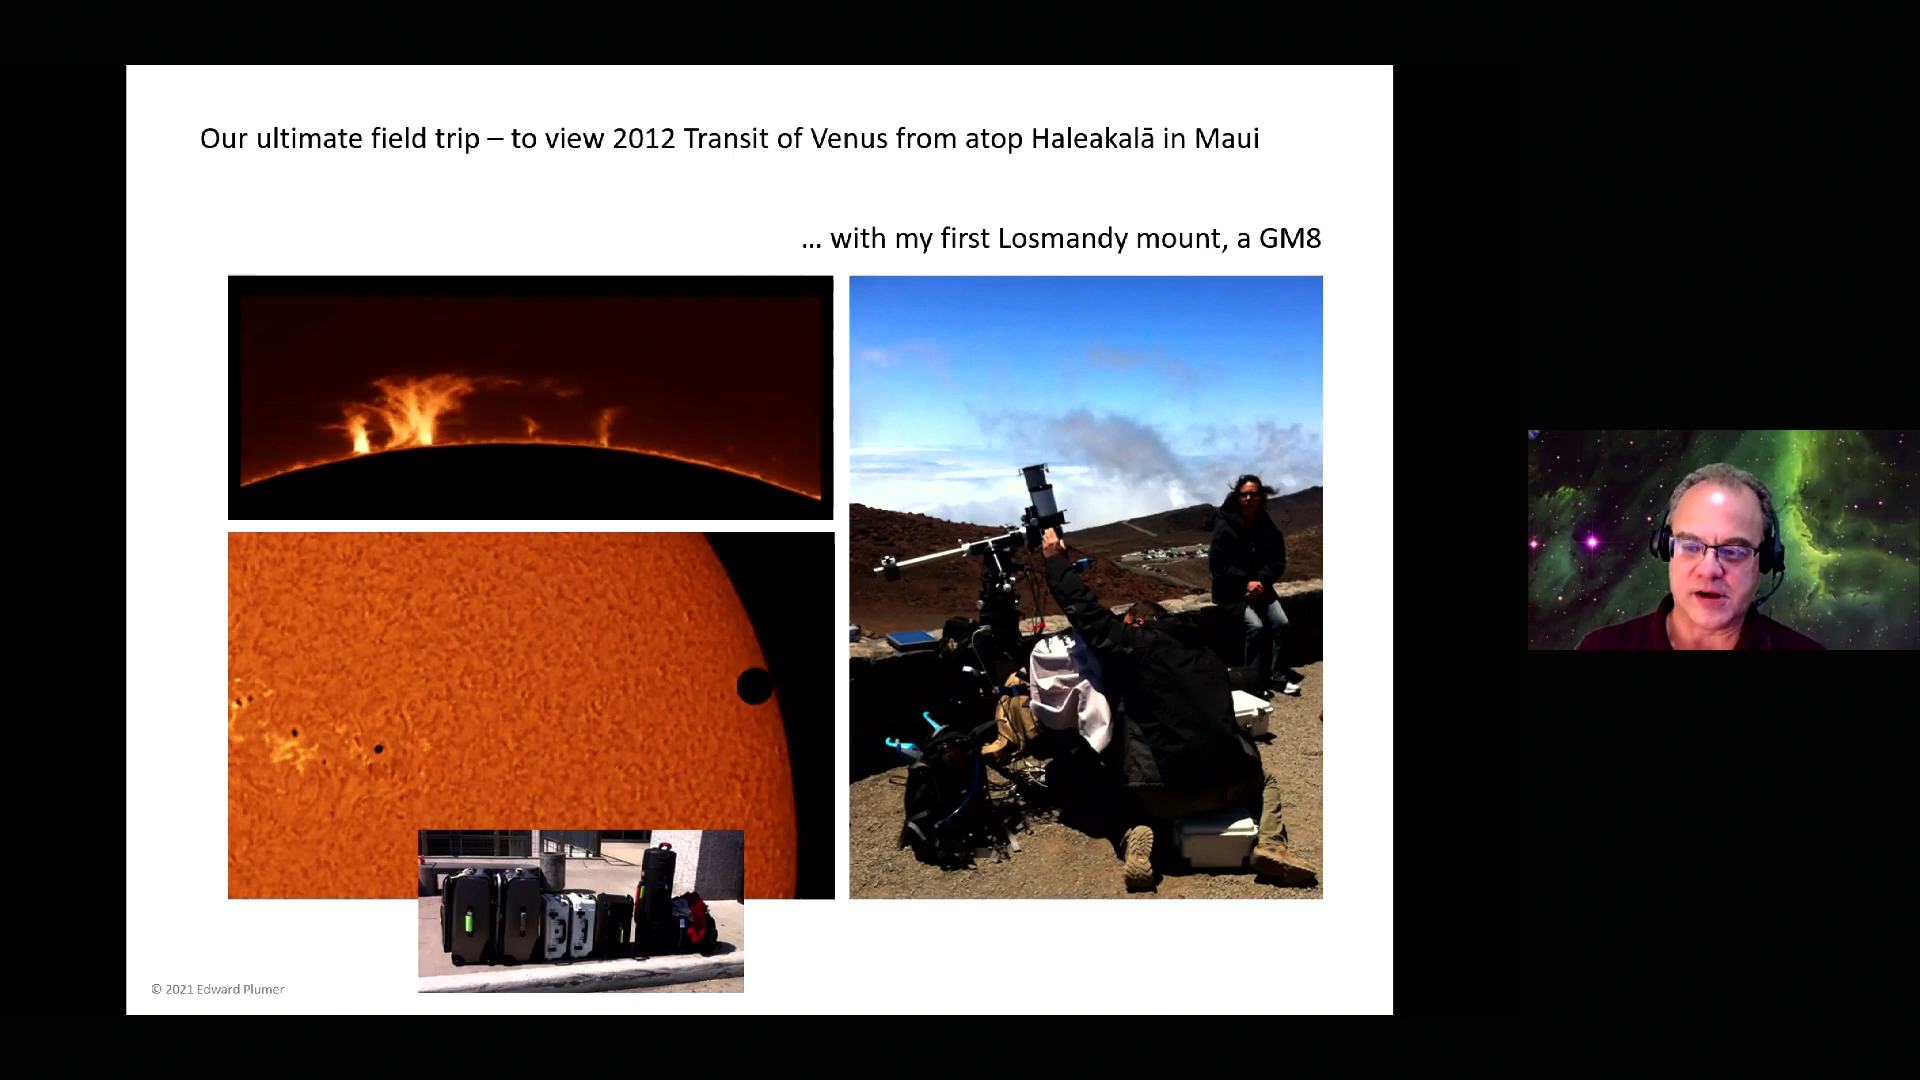 Our ultimate field trip – to view 2012 Transit of Venus from atop Haleakalā in Maui
... with my first Losmandy mount, a GM8
© 2021 Edward Plumer